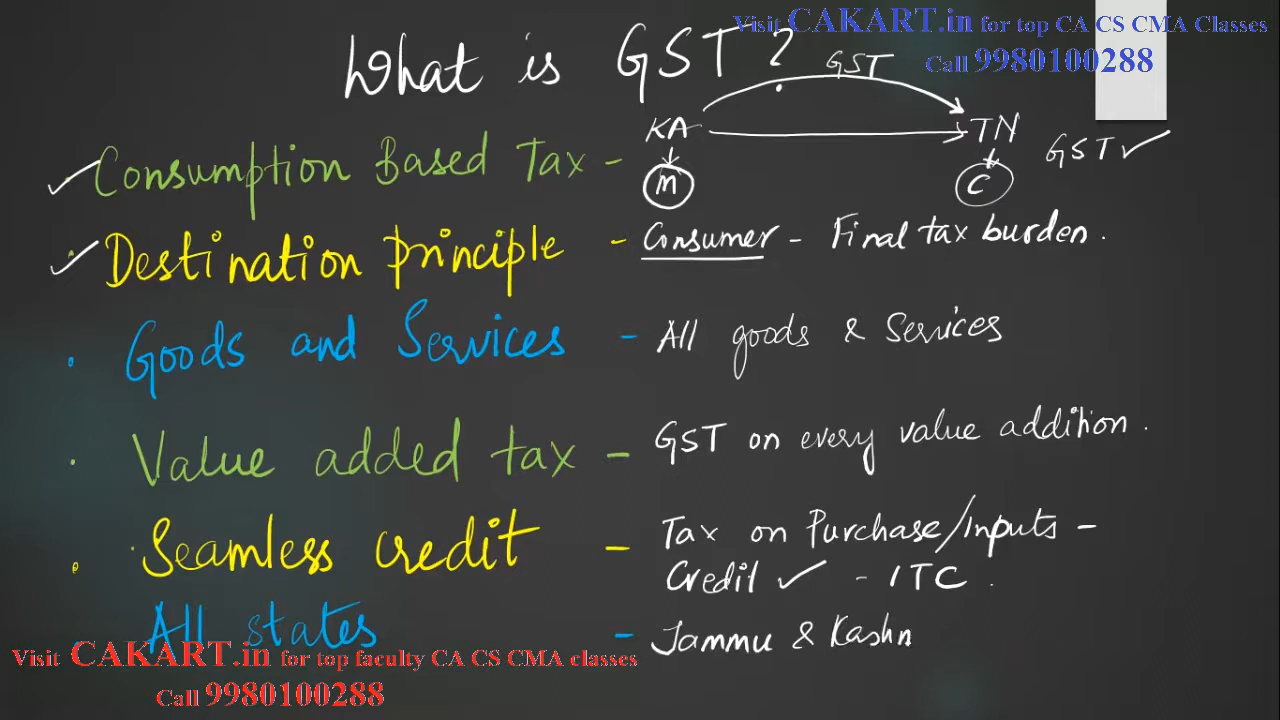 Visit CAKART.in for top CA CS CMA Classes
Call 9980100288
What is GST?
GST
KA TN
GST ✓
✓ Consumption Based Tax -
m C
✓ Destination principle - Consumer - Final tax burden.
• Goods and Services - All goods & Services
• Value added tax - GST on every value addition.
• Seamless credit - Tax on Purchase/Inputs -
Credit ✓ - ITC.
All states - Jammu & Kashm
Visit CAKART.in for top faculty CA CS CMA classes
Call 9980100288